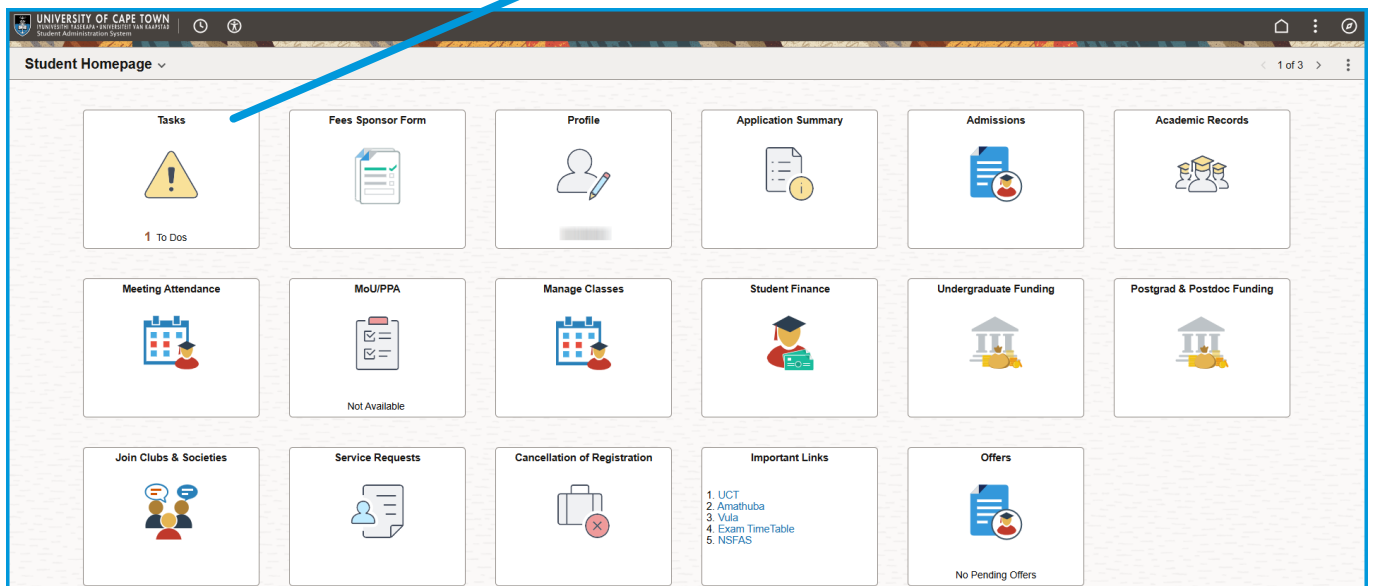 UNIVERSITY OF CAPE TOWN
IYUNIVESITHI YASEKAPA • UNIVERSITEIT VAN KAAPSTAD
Student Administration System
Student Homepage
1 of 3
Tasks
Fees Sponsor Form
Profile
Application Summary
Admissions
Academic Records
1 To Dos
Meeting Attendance
MoU/PPA
Manage Classes
Student Finance
Undergraduate Funding
Postgrad & Postdoc Funding
Not Available
Join Clubs & Societies
Service Requests
Cancellation of Registration
Important Links
Offers
1. UCT
2. Amathuba
3. Vula
4. Exam TimeTable
5. NSFAS
No Pending Offers